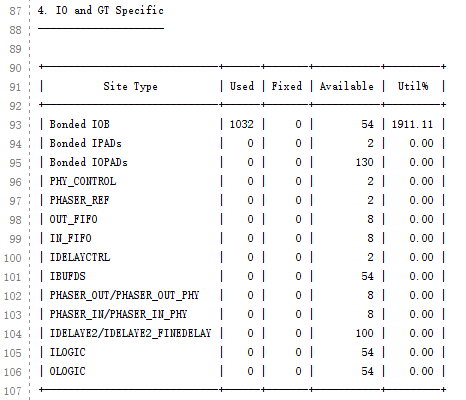 87 4. IO and GT Specific
88 --------------------
89
90 +-----------------------------+------+-------+-----------+---------+
91 | Site Type | Used | Fixed | Available | Util% |
92 +-----------------------------+------+-------+-----------+---------+
93 | Bonded IOB | 1032 | 0 | 54 | 1911.11 |
94 | Bonded IPADs | 0 | 0 | 2 | 0.00 |
95 | Bonded IOPADs | 0 | 0 | 130 | 0.00 |
96 | PHY_CONTROL | 0 | 0 | 2 | 0.00 |
97 | PHASER_REF | 0 | 0 | 2 | 0.00 |
98 | OUT_FIFO | 0 | 0 | 8 | 0.00 |
99 | IN_FIFO | 0 | 0 | 8 | 0.00 |
100 | IDELAYCTRL | 0 | 0 | 2 | 0.00 |
101 | IBUFDS | 0 | 0 | 54 | 0.00 |
102 | PHASER_OUT/PHASER_OUT_PHY | 0 | 0 | 8 | 0.00 |
103 | PHASER_IN/PHASER_IN_PHY | 0 | 0 | 8 | 0.00 |
104 | IDELAYE2/IDELAYE2_FINEDELAY | 0 | 0 | 100 | 0.00 |
105 | ILOGIC | 0 | 0 | 54 | 0.00 |
106 | OLOGIC | 0 | 0 | 54 | 0.00 |
107 +-----------------------------+------+-------+-----------+---------+